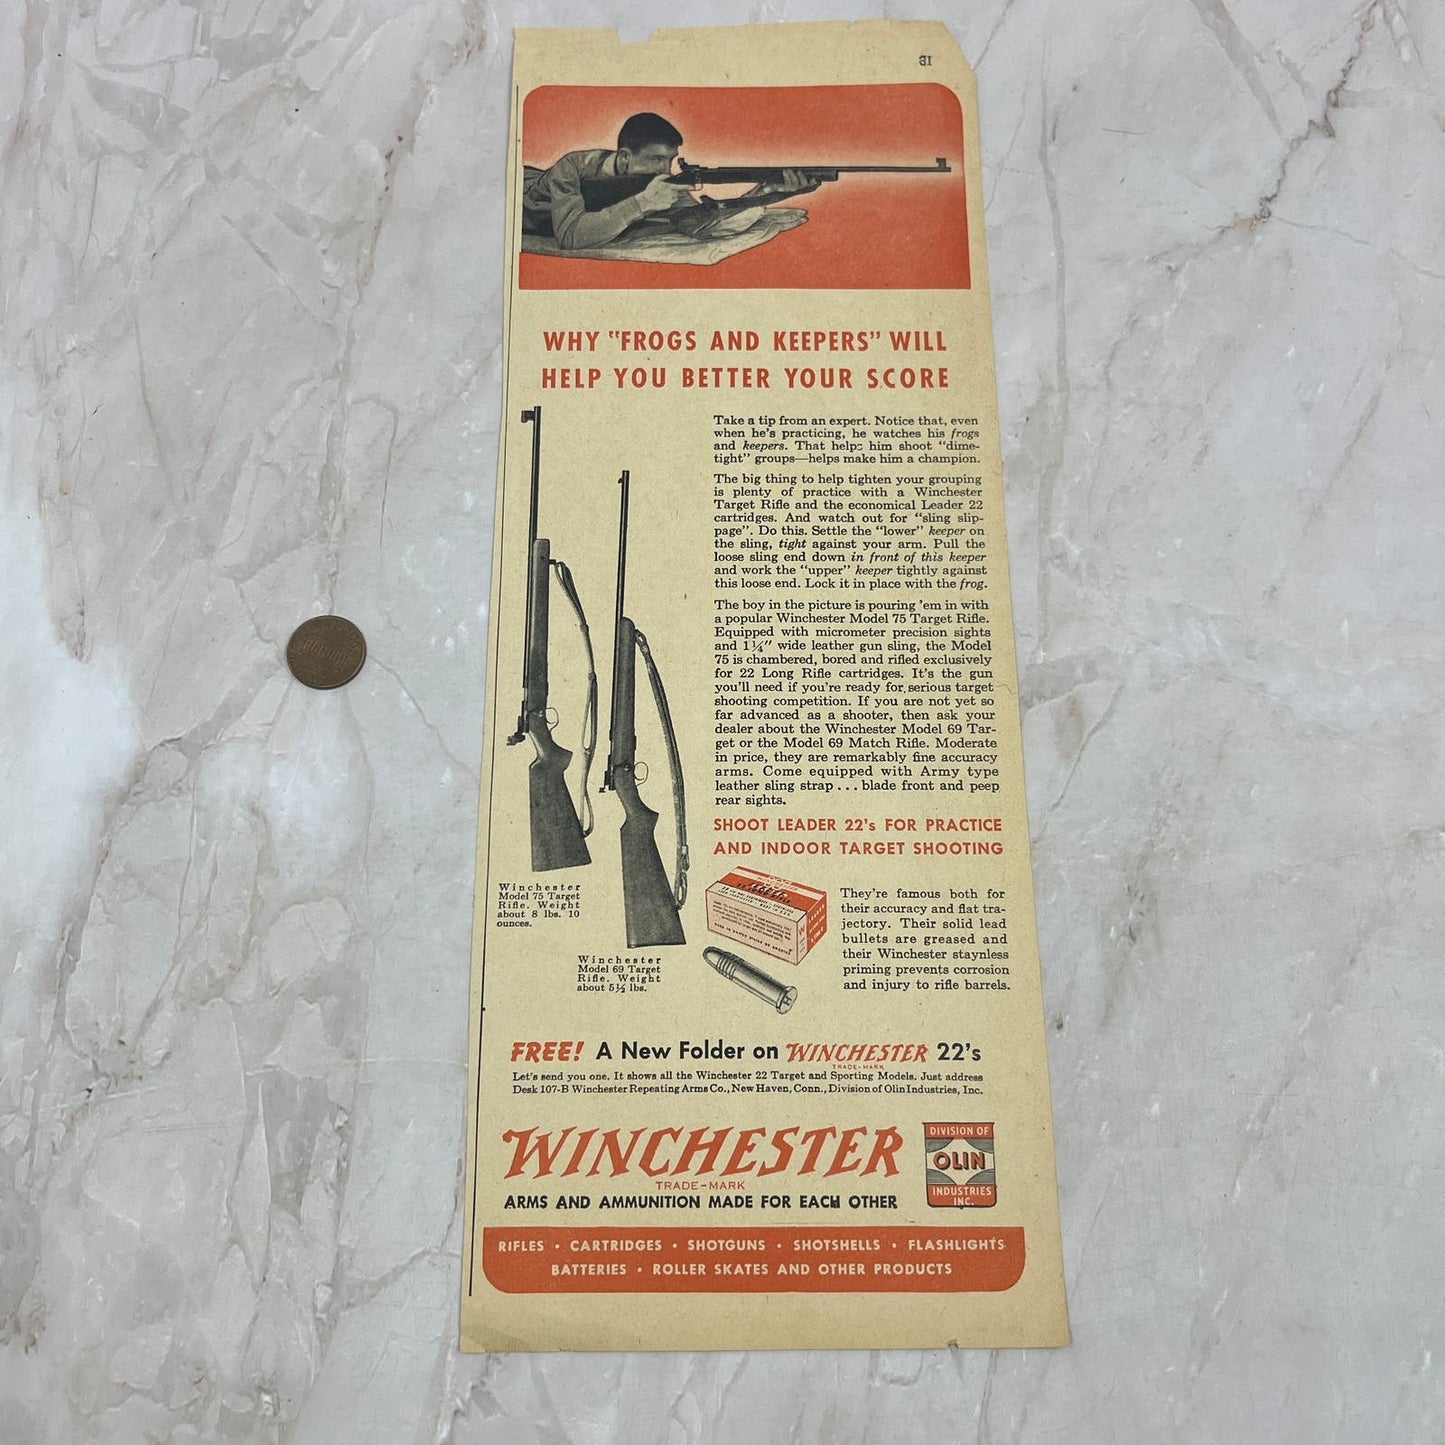 WHY "FROGS AND KEEPERS" WILL
HELP YOU BETTER YOUR SCORE
Take a tip from an expert. Notice that, even
when he's practicing, he watches his frogs
and keepers. That helps him shoot "dime-
tight" groups—helps make him a champion.
The big thing to help tighten your grouping
is plenty of practice with a Winchester
Target Rifle and the economical Leader 22
cartridges. And watch out for "sling slip-
page". Do this. Settle the "lower" keeper on
the sling, tight against your arm. Pull the
loose sling end down in front of this keeper
and work the "upper" keeper tightly against
this loose end. Lock it in place with the frog.
The boy in the picture is pouring 'em in with
a popular Winchester Model 75 Target Rifle.
Equipped with micrometer precision sights
and 1¼" wide leather gun sling, the Model
75 is chambered, bored and rifled exclusively
for 22 Long Rifle cartridges. It's the gun
you'll need if you're ready for serious target
shooting competition. If you are not yet so
far advanced as a shooter, then ask your
dealer about the Winchester Model 69 Tar-
get or the Model 69 Match Rifle. Moderate
in price, they are remarkably fine accuracy
arms. Come equipped with Army type
leather sling strap . . . blade front and peep
rear sights.
SHOOT LEADER 22's FOR PRACTICE
AND INDOOR TARGET SHOOTING
Winchester
Model 75 Target
Rifle. Weight
about 8 lbs. 10
ounces.
Winchester
Model 69 Target
Rifle. Weight
about 5½ lbs.
They're famous both for
their accuracy and flat tra-
jectory. Their solid lead
bullets are greased and
their Winchester staynless
priming prevents corrosion
and injury to rifle barrels.
FREE! A New Folder on WINCHESTER 22's
TRADE-MARK
Let's send you one. It shows all the Winchester 22 Target and Sporting Models. Just address
Desk 107-B Winchester Repeating Arms Co., New Haven, Conn., Division of Olin Industries, Inc.
WINCHESTER
TRADE-MARK
ARMS AND AMMUNITION MADE FOR EACH OTHER
DIVISION OF
OLIN
INDUSTRIES
INC.
RIFLES • CARTRIDGES • SHOTGUNS • SHOTSHELLS • FLASHLIGHTS
BATTERIES • ROLLER SKATES AND OTHER PRODUCTS